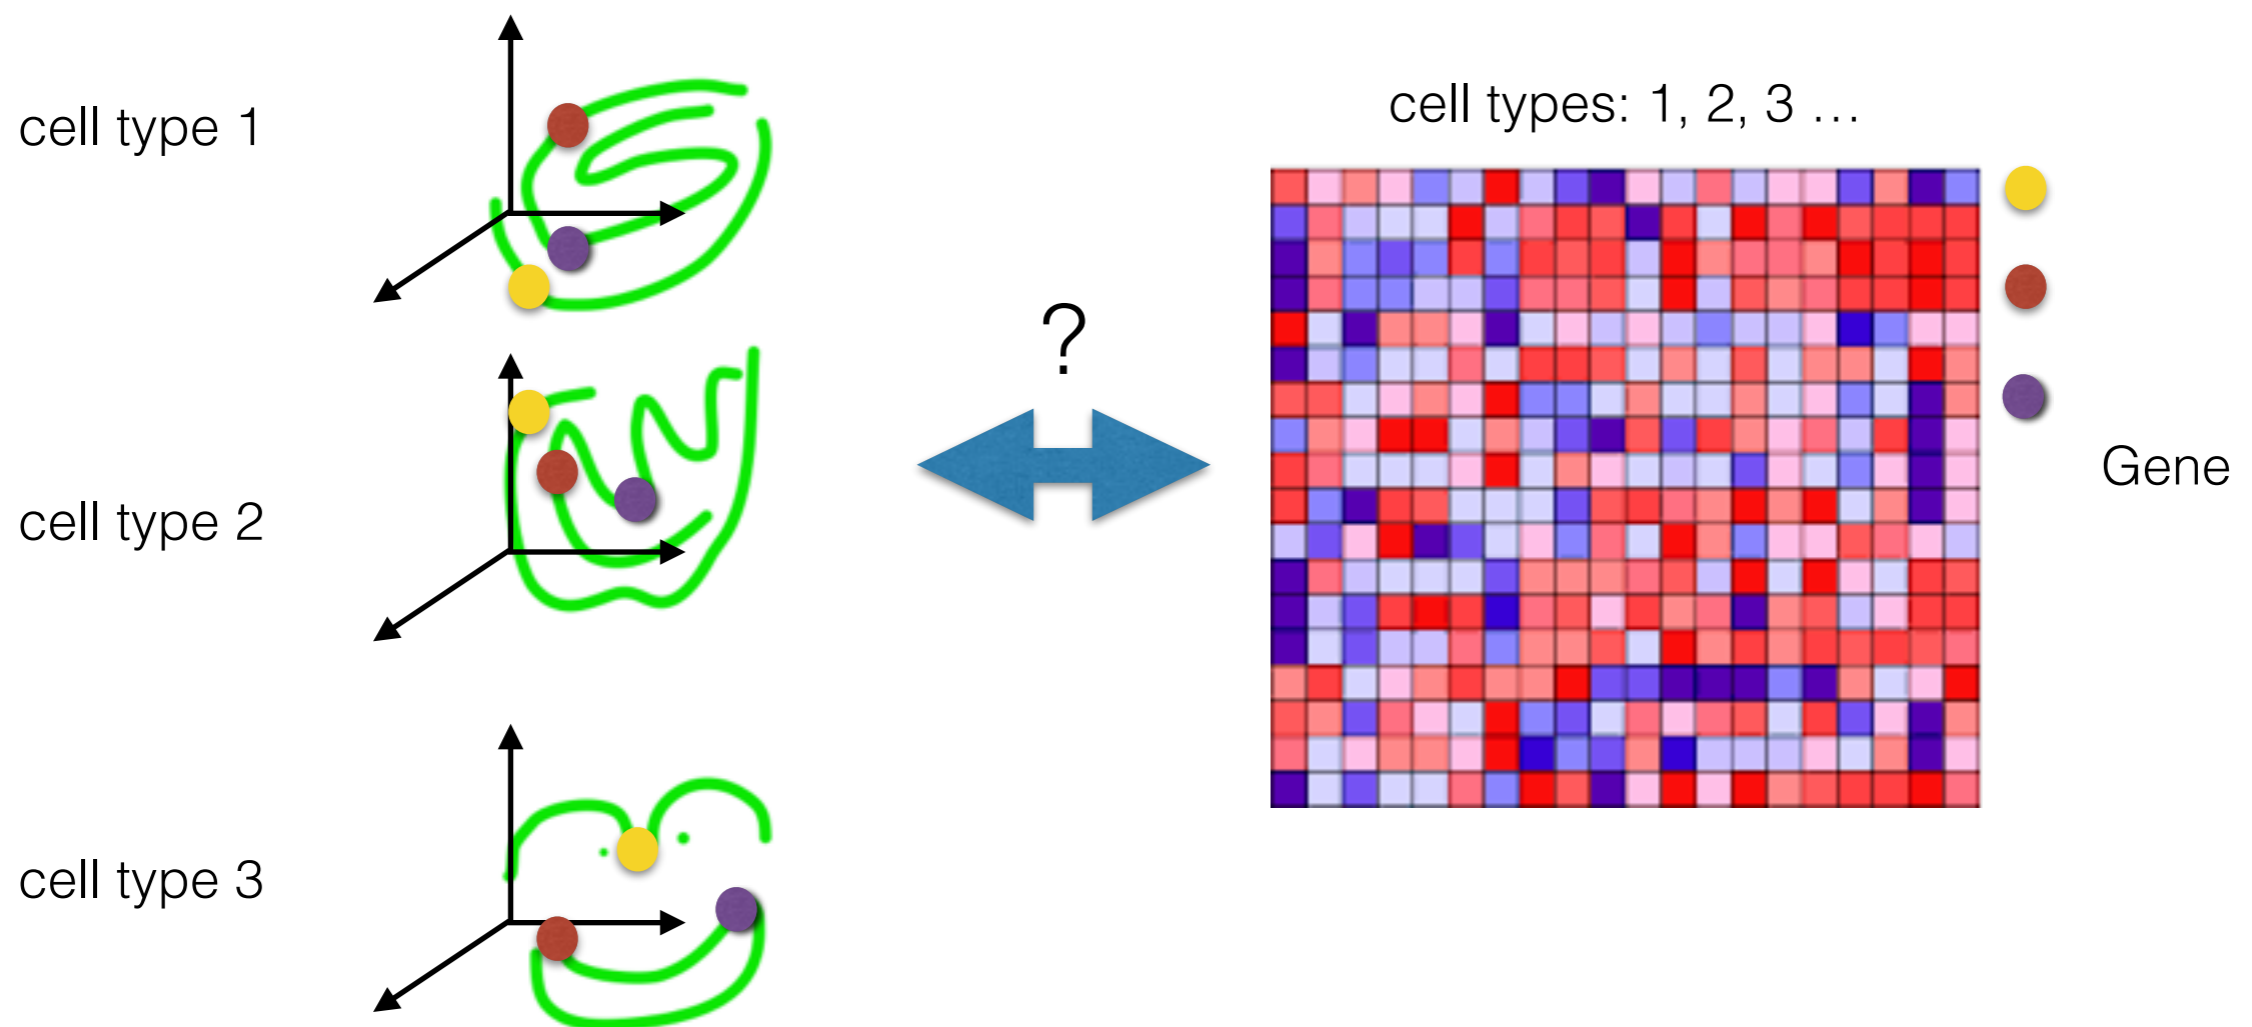 cell type 1
cell types: 1, 2, 3 ...
?
cell type 2
Gene
cell type 3